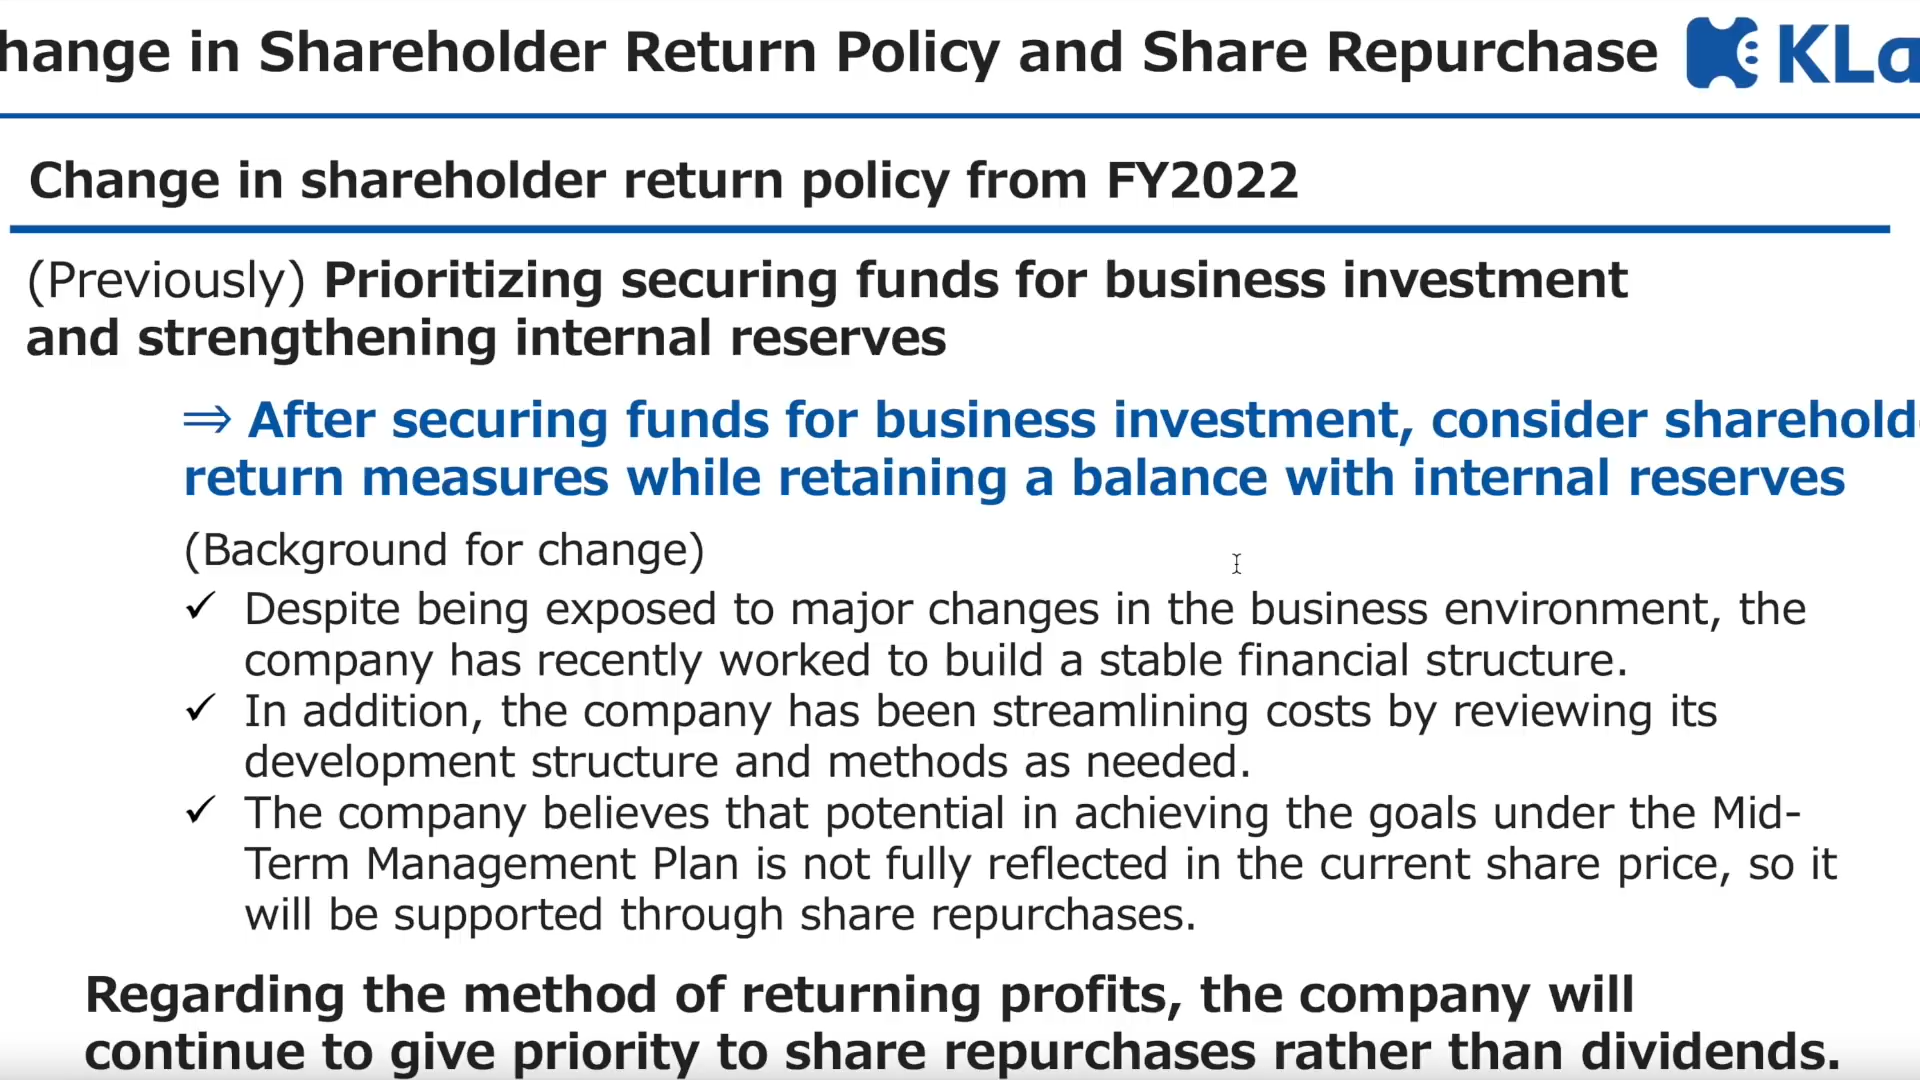 hange in Shareholder Return Policy and Share Repurchase KLa
Change in shareholder return policy from FY2022
(Previously) Prioritizing securing funds for business investment
and strengthening internal reserves
⇒ After securing funds for business investment, consider sharehold
return measures while retaining a balance with internal reserves
(Background for change)
✓ Despite being exposed to major changes in the business environment, the
company has recently worked to build a stable financial structure.
✓ In addition, the company has been streamlining costs by reviewing its
development structure and methods as needed.
✓ The company believes that potential in achieving the goals under the Mid-
Term Management Plan is not fully reflected in the current share price, so it
will be supported through share repurchases.
Regarding the method of returning profits, the company will
continue to give priority to share repurchases rather than dividends.